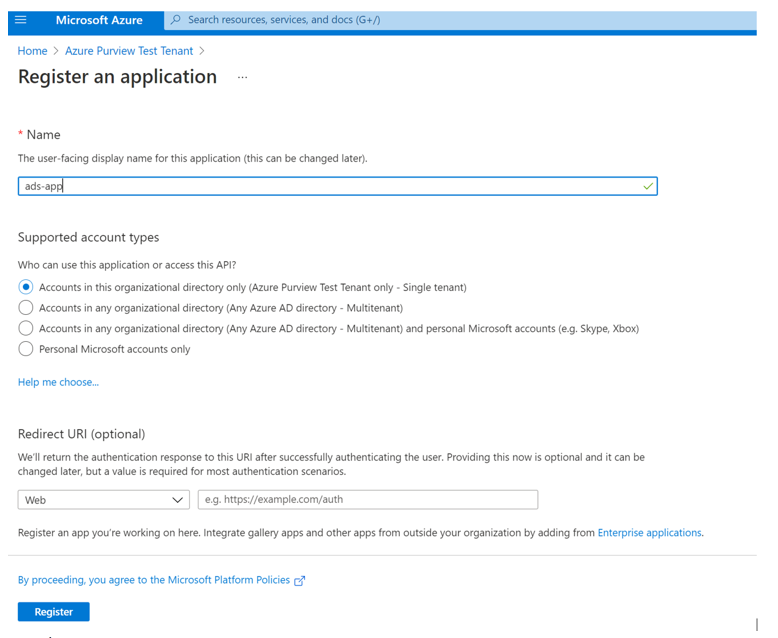 Microsoft Azure
Search resources, services, and docs (G+/)
Home > Azure Purview Test Tenant >
Register an application ...
* Name
The user-facing display name for this application (this can be changed later).
ads-app
Supported account types
Who can use this application or access this API?
Accounts in this organizational directory only (Azure Purview Test Tenant only - Single tenant)
Accounts in any organizational directory (Any Azure AD directory - Multitenant)
Accounts in any organizational directory (Any Azure AD directory - Multitenant) and personal Microsoft accounts (e.g. Skype, Xbox)
Personal Microsoft accounts only
Help me choose...
Redirect URI (optional)
We'll return the authentication response to this URI after successfully authenticating the user. Providing this now is optional and it can be
changed later, but a value is required for most authentication scenarios.
Web
e.g. https://example.com/auth
Register an app you're working on here. Integrate gallery apps and other apps from outside your organization by adding from Enterprise applications.
By proceeding, you agree to the Microsoft Platform Policies
Register